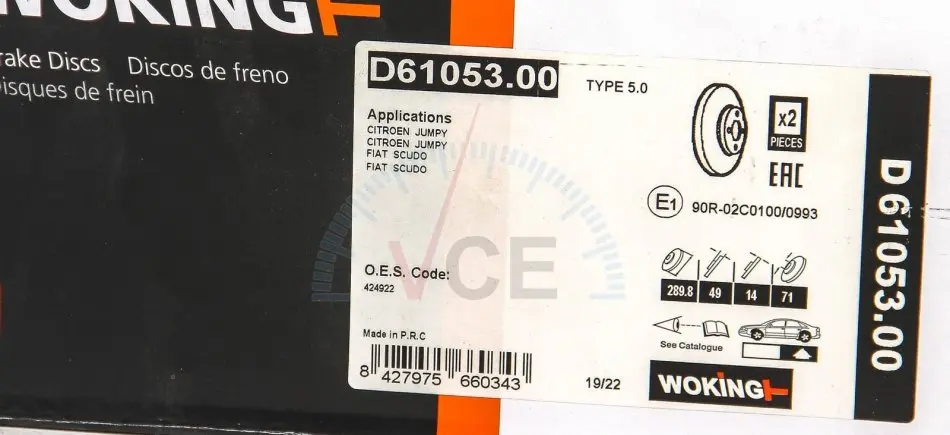 WOKING
Brake Discs Discos de freno
Disques de frein
D61053.00
TYPE 5.0
Applications
CITROEN JUMPY
CITROEN JUMPY
FIAT SCUDO
FIAT SCUDO
x2
PIECES
EAC
E1 90R-02C0100/0993
O.E.S. Code:
424922
VCE
289.8 49 14 71
See Catalogue
Made in P.R.C
8 427975 660343
19/22
WOKING
D61053.00